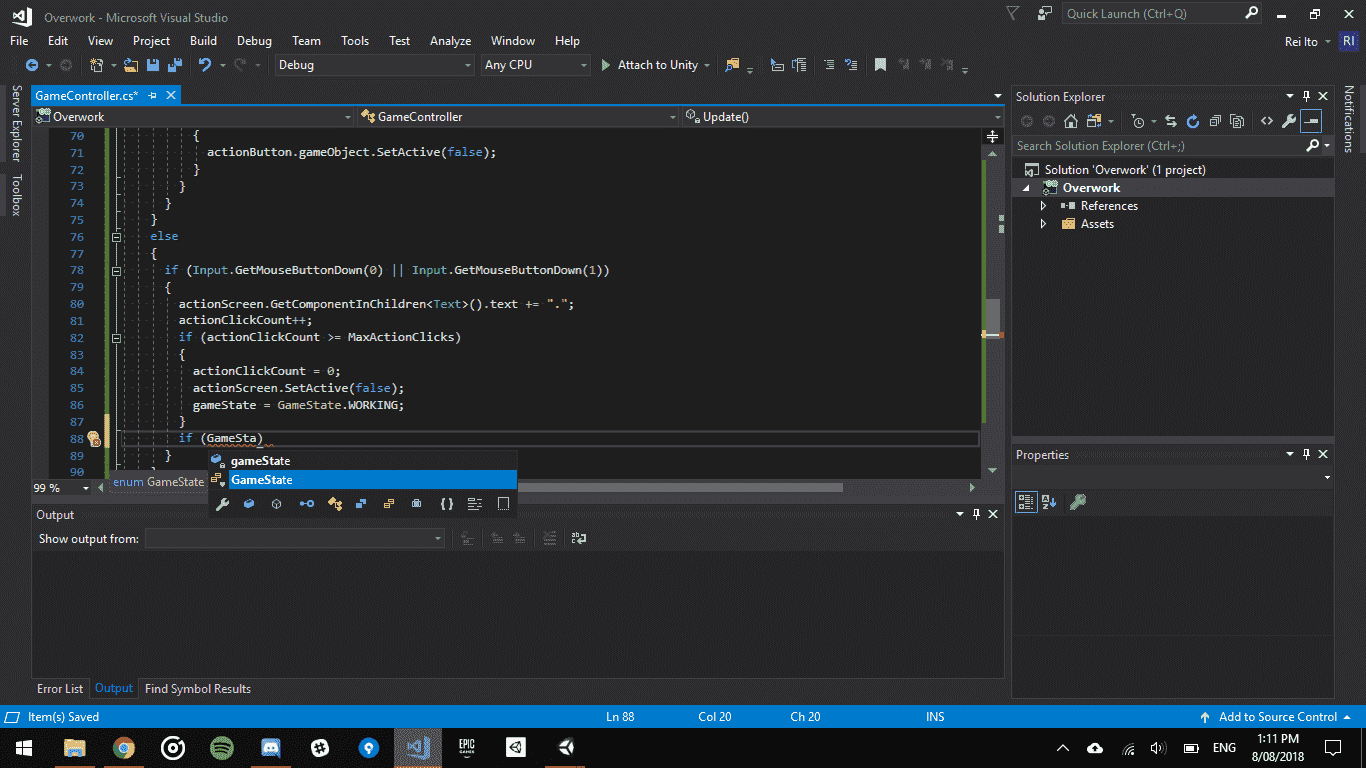 Overwork - Microsoft Visual Studio
Quick Launch (Ctrl+Q)
File Edit View Project Build Debug Team Tools Test Analyze Window Help
Rei Ito RI
Debug Any CPU Attach to Unity
Server Explorer
Toolbox
GameController.cs*
Overwork GameController Update()
70 {
71 actionButton.gameObject.SetActive(false);
72 }
73 }
74 }
75 }
76 else
77 {
78 if (Input.GetMouseButtonDown(0) || Input.GetMouseButtonDown(1))
79 {
80 actionScreen.GetComponentInChildren<Text>().text += ".";
81 actionClickCount++;
82 if (actionClickCount >= MaxActionClicks)
83 {
84 actionClickCount = 0;
85 actionScreen.SetActive(false);
86 gameState = GameState.WORKING;
87 }
88 if (GameSta)
89 }
90
gameState
GameState
enum GameState
99 %
Output
Show output from:
Error List Output Find Symbol Results
Solution Explorer
Search Solution Explorer (Ctrl+;)
Solution 'Overwork' (1 project)
Overwork
References
Assets
Properties
Notifications
Item(s) Saved Ln 88 Col 20 Ch 20 INS Add to Source Control
EPIC
GAMES
ENG
1:11 PM
8/08/2018